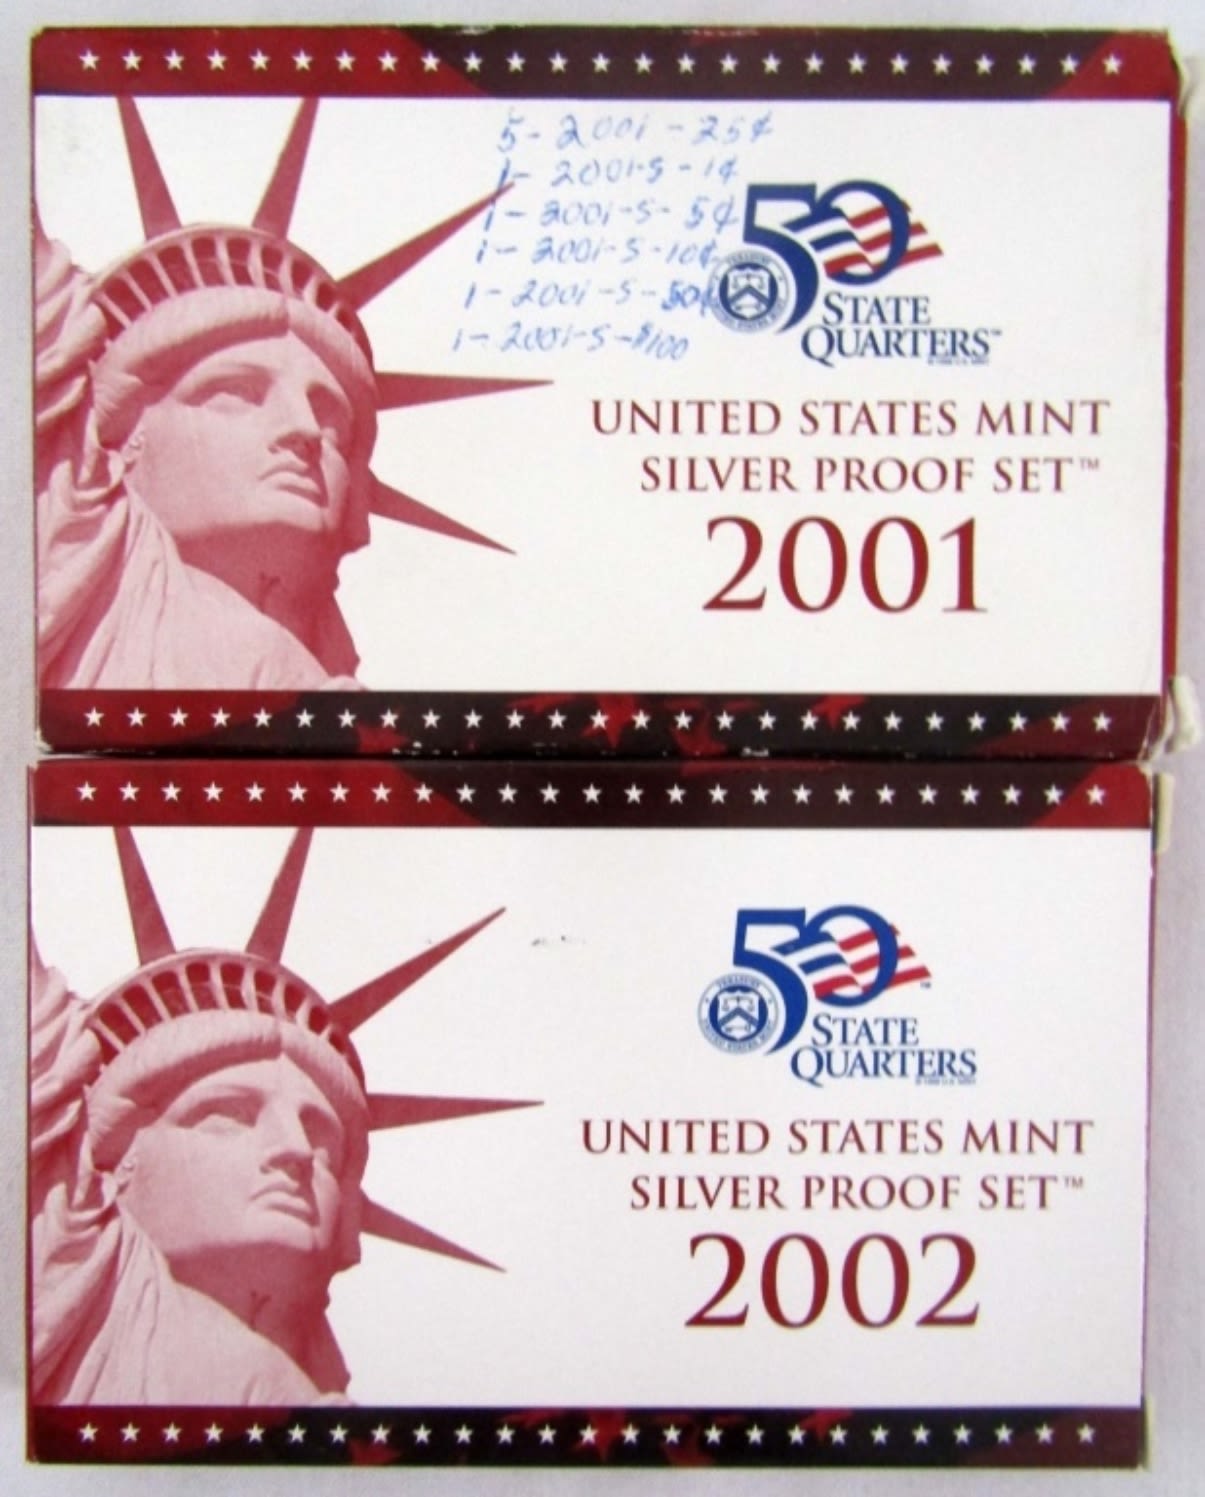 5 - 2001 - 25¢
1 - 2001-S - 1¢
1 - 2001-S - 5¢
1 - 2001-S - 10¢
1 - 2001-S - 50¢
1 - 2001-S - $100
50
STATE
QUARTERS™
UNITED STATES MINT
SILVER PROOF SET™
2001
50
STATE
QUARTERS
UNITED STATES MINT
SILVER PROOF SET™
2002